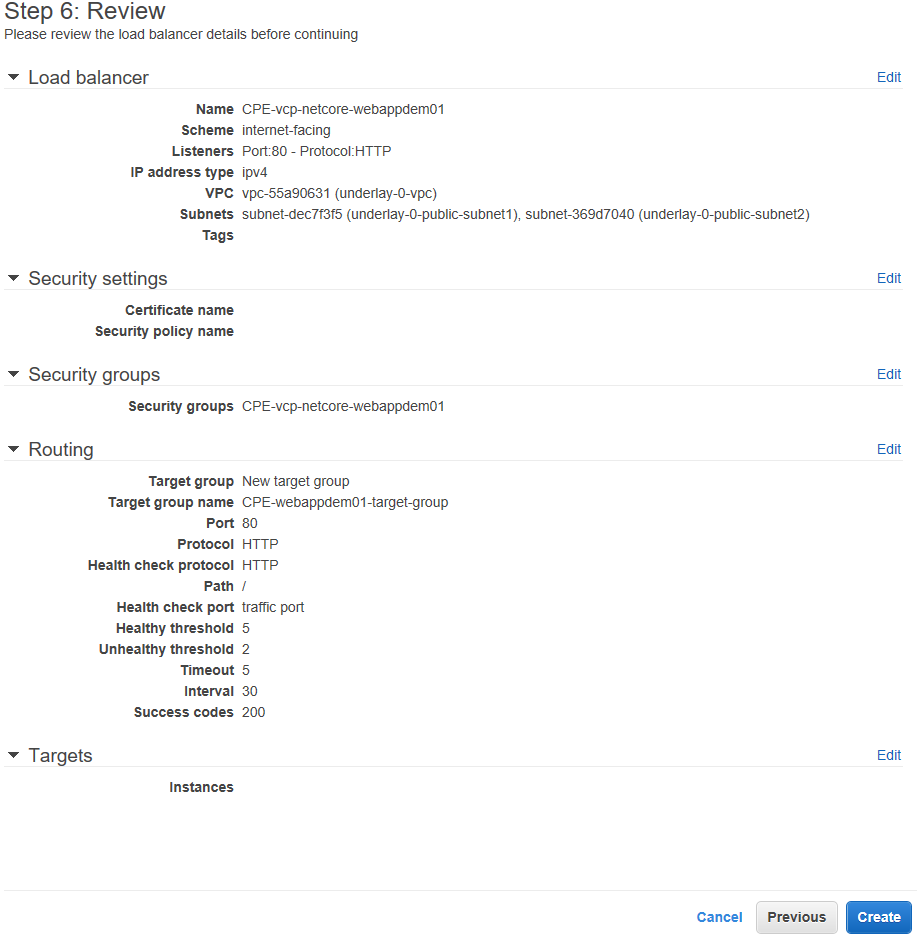 Step 6: Review
Please review the load balancer details before continuing
Load balancer Edit
Name CPE-vcp-netcore-webappdem01
Scheme internet-facing
Listeners Port:80 - Protocol:HTTP
IP address type ipv4
VPC vpc-55a90631 (underlay-0-vpc)
Subnets subnet-dec7f3f5 (underlay-0-public-subnet1), subnet-369d7040 (underlay-0-public-subnet2)
Tags
Security settings Edit
Certificate name
Security policy name
Security groups Edit
Security groups CPE-vcp-netcore-webappdem01
Routing Edit
Target group New target group
Target group name CPE-webappdem01-target-group
Port 80
Protocol HTTP
Health check protocol HTTP
Path /
Health check port traffic port
Healthy threshold 5
Unhealthy threshold 2
Timeout 5
Interval 30
Success codes 200
Targets Edit
Instances
Cancel Previous Create